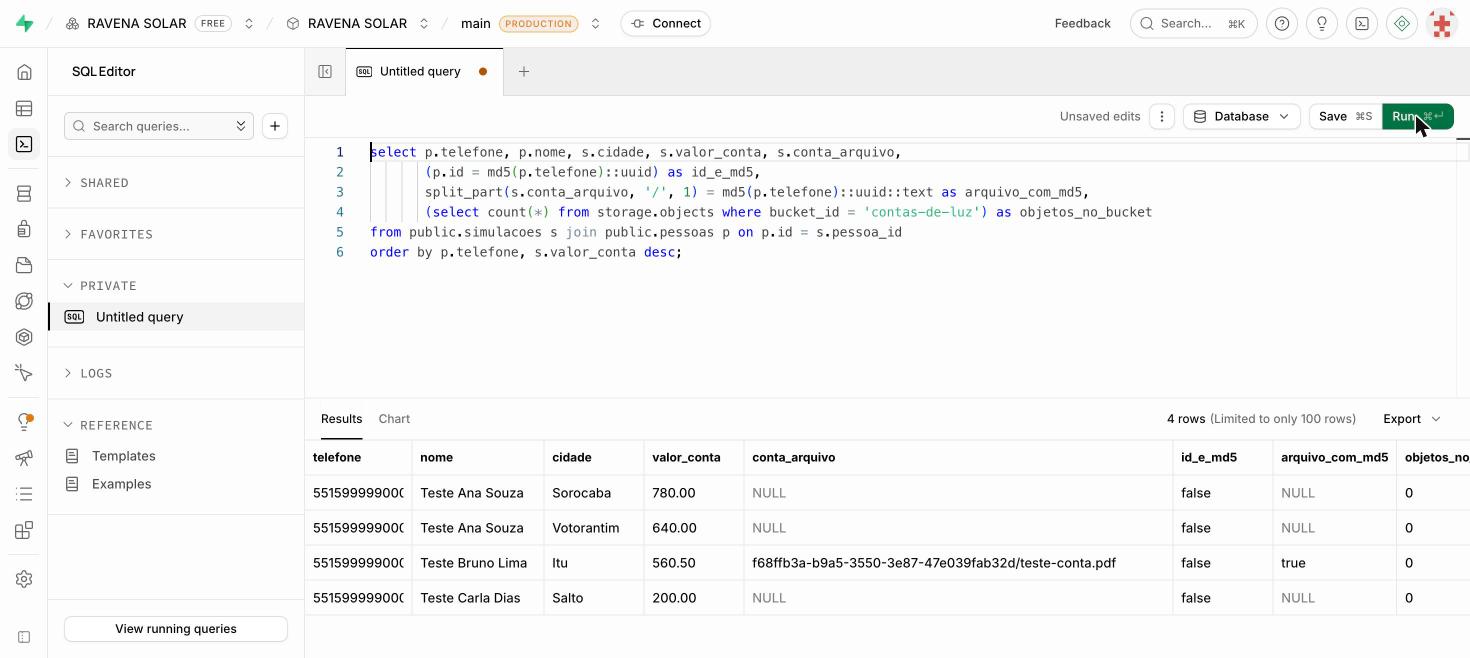 RAVENA SOLAR FREE RAVENA SOLAR main PRODUCTION Connect Feedback Search... ⌘K
SQL Editor
SQL Untitled query
Unsaved edits Database Save ⌘S Run ⌘↵
Search queries...
SHARED
FAVORITES
PRIVATE
SQL Untitled query
LOGS
REFERENCE
Templates
Examples
View running queries
1 select p.telefone, p.nome, s.cidade, s.valor_conta, s.conta_arquivo,
2 (p.id = md5(p.telefone)::uuid) as id_e_md5,
3 split_part(s.conta_arquivo, '/', 1) = md5(p.telefone)::uuid::text as arquivo_com_md5,
4 (select count(*) from storage.objects where bucket_id = 'contas-de-luz') as objetos_no_bucket
5 from public.simulacoes s join public.pessoas p on p.id = s.pessoa_id
6 order by p.telefone, s.valor_conta desc;
Results Chart 4 rows (Limited to only 100 rows) Export
telefone nome cidade valor_conta conta_arquivo id_e_md5 arquivo_com_md5 objetos_no
551599999000 Teste Ana Souza Sorocaba 780.00 NULL false NULL 0
551599999000 Teste Ana Souza Votorantim 640.00 NULL false NULL 0
551599999000 Teste Bruno Lima Itu 560.50 f68ffb3a-b9a5-3550-3e87-47e039fab32d/teste-conta.pdf false true 0
551599999000 Teste Carla Dias Salto 200.00 NULL false NULL 0